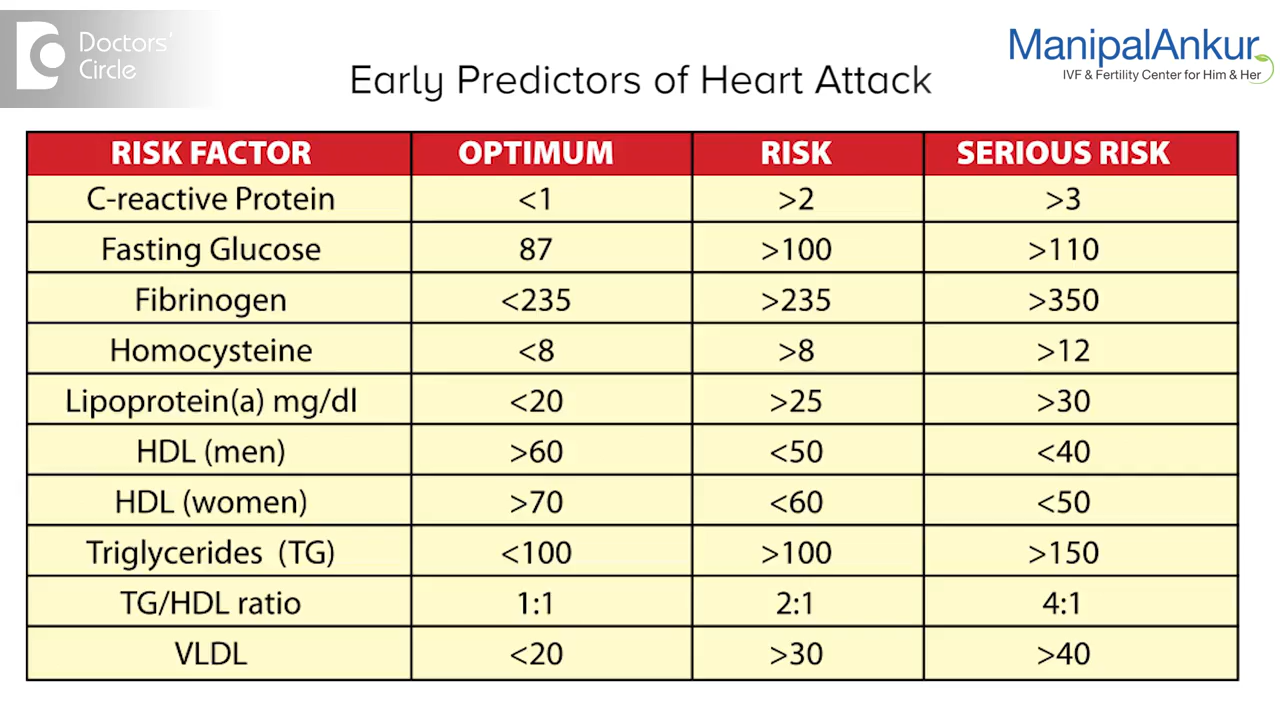 Doctors'
Circle
ManipalAnkur
IVF & Fertility Center for Him & Her
Early Predictors of Heart Attack
RISK FACTOR OPTIMUM RISK SERIOUS RISK
C-reactive Protein <1 >2 >3
Fasting Glucose 87 >100 >110
Fibrinogen <235 >235 >350
Homocysteine <8 >8 >12
Lipoprotein(a) mg/dl <20 >25 >30
HDL (men) >60 <50 <40
HDL (women) >70 <60 <50
Triglycerides (TG) <100 >100 >150
TG/HDL ratio 1:1 2:1 4:1
VLDL <20 >30 >40